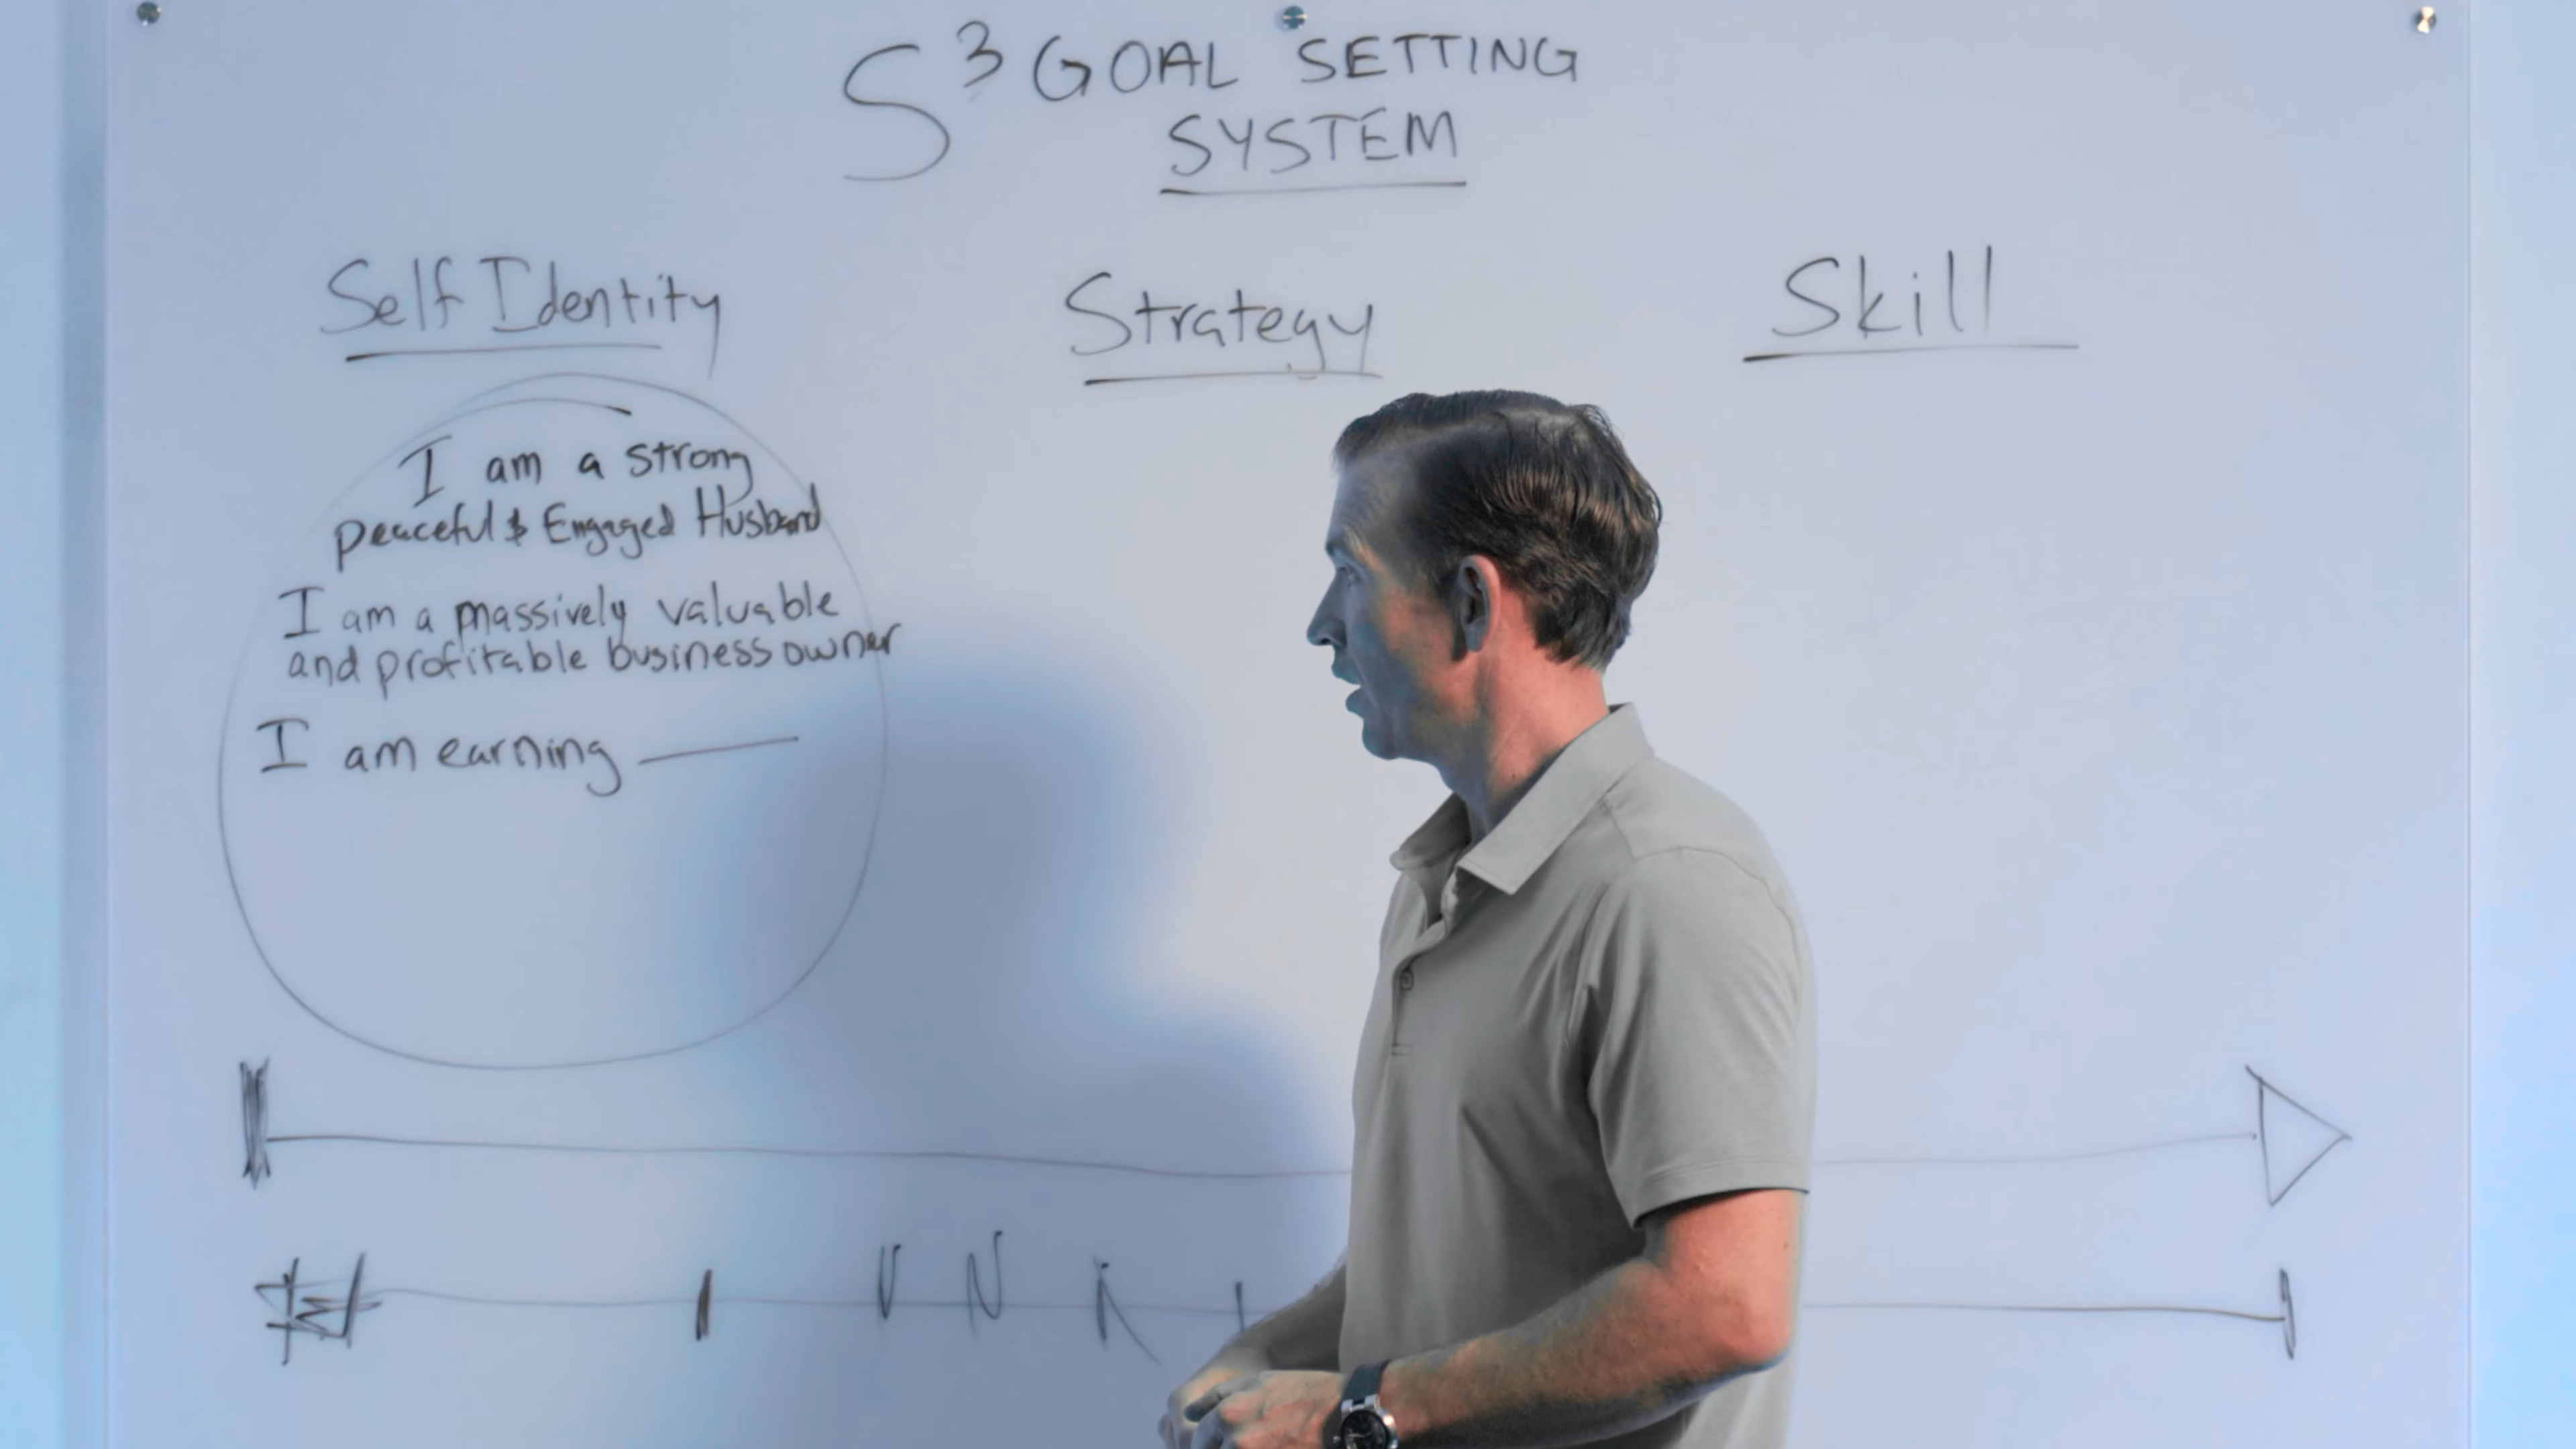 S³ GOAL SETTING
SYSTEM
Self Identity
Strategy
Skill
I am a strong
peaceful & Engaged Husband
I am a massively valuable
and profitable business owner
I am earning ——